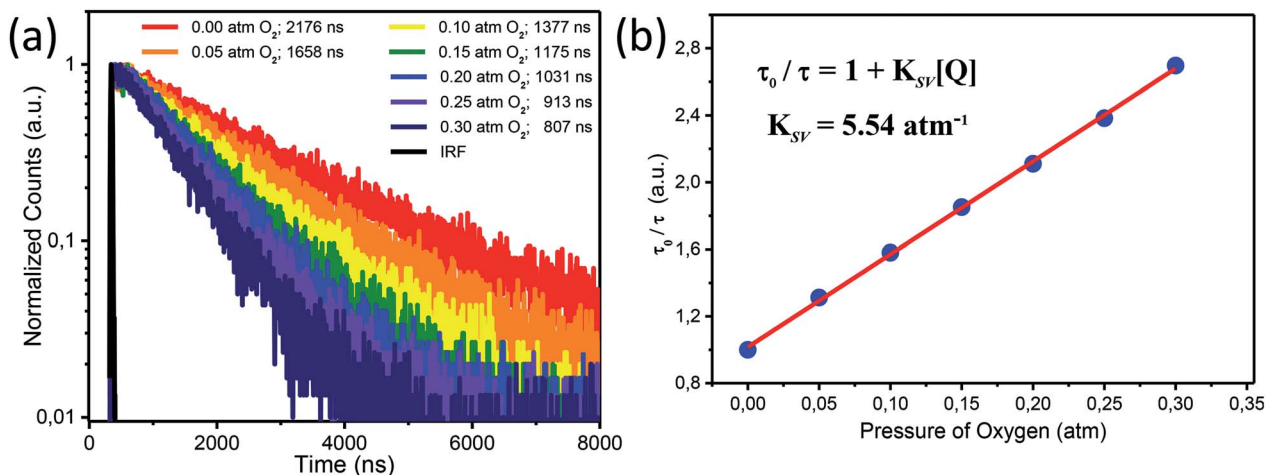 (a)
0.00 atm O₂; 2176 ns
0.05 atm O₂; 1658 ns
0.10 atm O₂; 1377 ns
0.15 atm O₂; 1175 ns
0.20 atm O₂; 1031 ns
0.25 atm O₂; 913 ns
0.30 atm O₂; 807 ns
IRF
Normalized Counts (a.u.)
1
0,1
0,01
0 2000 4000 6000 8000
Time (ns)
(b)
τ₀ / τ = 1 + K_SV[Q]
K_SV = 5.54 atm⁻¹
τ₀ / τ (a.u.)
2,8
2,4
2,0
1,6
1,2
0,8
0,00 0,05 0,10 0,15 0,20 0,25 0,30 0,35
Pressure of Oxygen (atm)